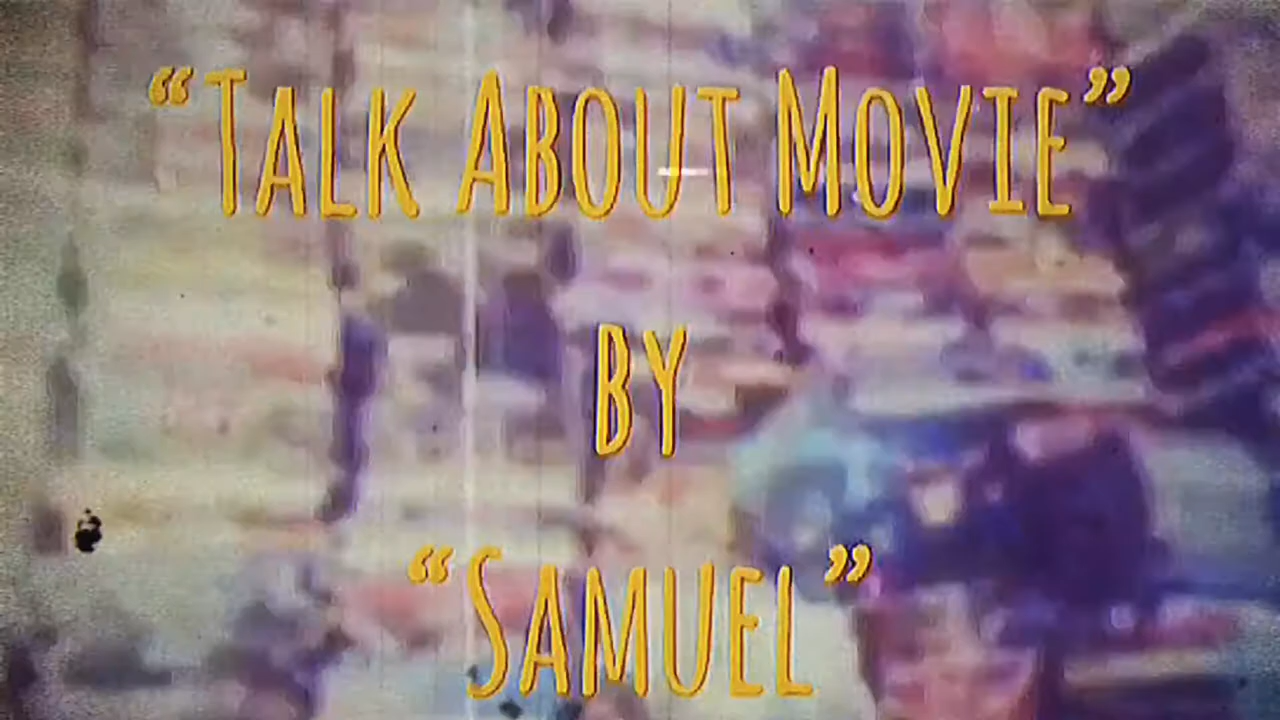 “Talk About Movie”
by
“Samuel”